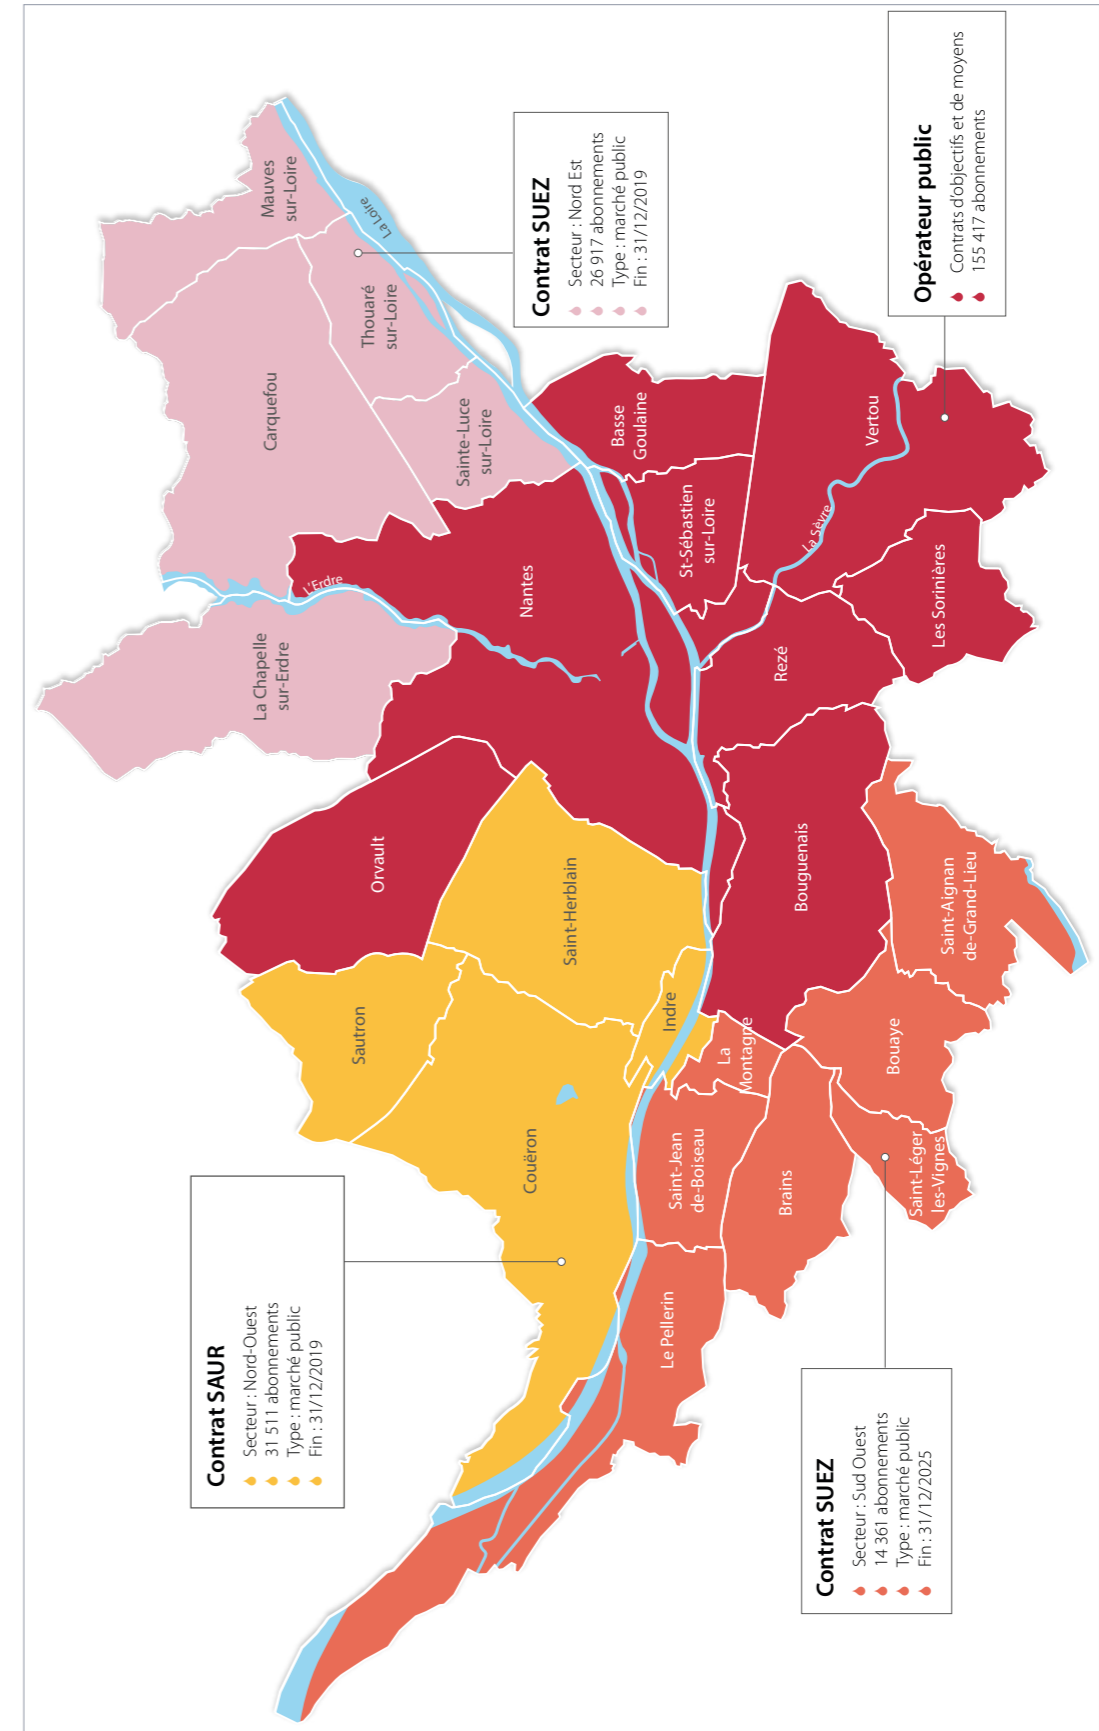 Contrat SAUR
Secteur : Nord-Ouest
31 511 abonnements
Type : marché public
Fin : 31/12/2019
Contrat SUEZ
Secteur : Nord Est
26 917 abonnements
Type : marché public
Fin : 31/12/2019
Contrat SUEZ
Secteur : Sud Ouest
14 361 abonnements
Type : marché public
Fin : 31/12/2025
Opérateur public
Contrats d'objectifs et de moyens
155 417 abonnements
La Chapelle
sur-Erdre
Carquefou
Mauves
sur-Loire
Thouaré
sur-Loire
Sainte-Luce
sur-Loire
La Loire
L'Erdre
Sautron
Orvault
Couëron
Saint-Herblain
Indre
Nantes
Basse
Goulaine
St-Sébastien
sur-Loire
Vertou
La Sèvre
Rezé
Les Sorinières
Bouguenais
La
Montagne
Saint-Jean
de-Boiseau
Le Pellerin
Brains
Bouaye
Saint-Léger
les-Vignes
Saint-Aignan
de-Grand-Lieu